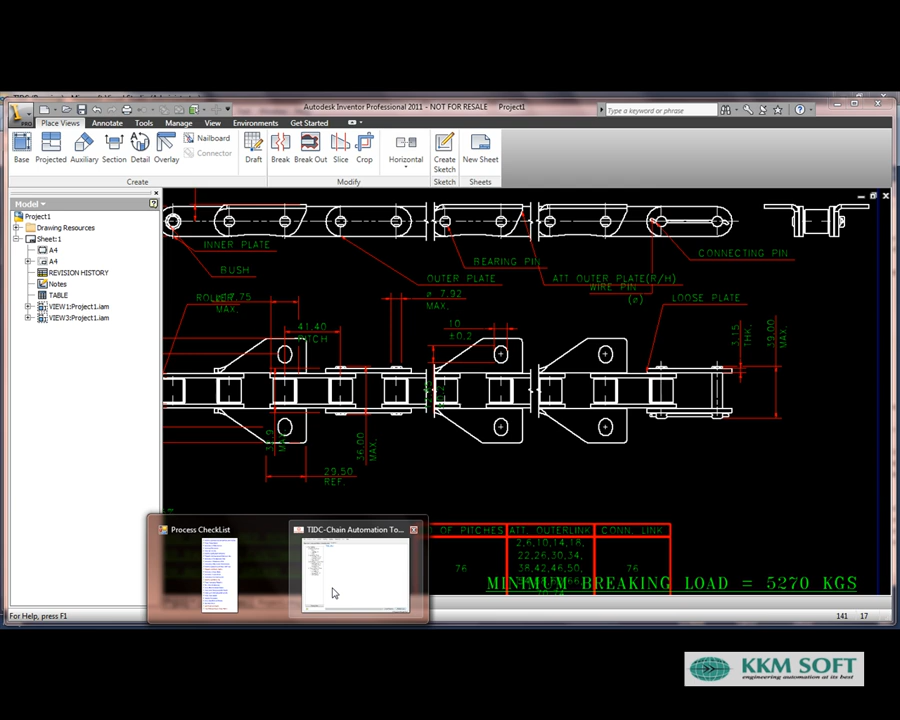 Autodesk Inventor Professional 2011 - NOT FOR RESALE Project1
Type a keyword or phrase
PRO
Place Views Annotate Tools Manage View Environments Get Started
Base Projected Auxiliary Section Detail Overlay
Nailboard
Connector
Draft Break Break Out Slice Crop Horizontal
Create Sketch
New Sheet
Create Modify Sketch Sheets
Model
Project1
Drawing Resources
Sheet:1
A4
A4
REVISION HISTORY
Notes
TABLE
VIEW1:Project1.iam
VIEW3:Project1.iam
INNER PLATE
BUSH
OUTER PLATE
BEARING PIN
ATT OUTER PLATE(R/H)
WIRE PIN
CONNECTING PIN
LOOSE PLATE
ROLLER
MAX.
ø 7.92
MAX.
41,40
PITCH
10
±0.2
3,15
THK.
39.00
MAX.
36.00
MAX.
29.50
REF.
OF PITCHES ATT. OUTERLINK CONN. LINK
76
2,6,10,14,18,
22,26,30,34,
38,42,46,50,
76
MINIMUM BREAKING LOAD = 5270 KGS
Process CheckList
TIDC-Chain Automation To...
For Help, press F1
141 17
KKM SOFT
engineering automation at its best